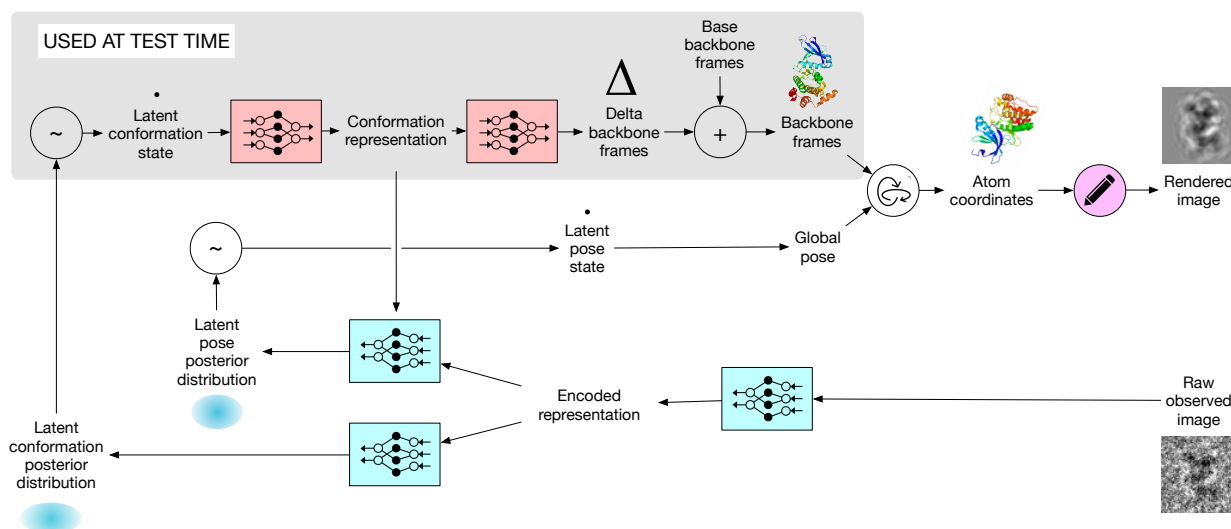 USED AT TEST TIME
Base
backbone
frames
Δ
~
Latent
conformation
state
Conformation
representation
Delta
backbone
frames
+
Backbone
frames
Atom
coordinates
Rendered
image
~
Latent
pose
state
Global
pose
Latent
pose
posterior
distribution
Encoded
representation
Raw
observed
image
Latent
conformation
posterior
distribution